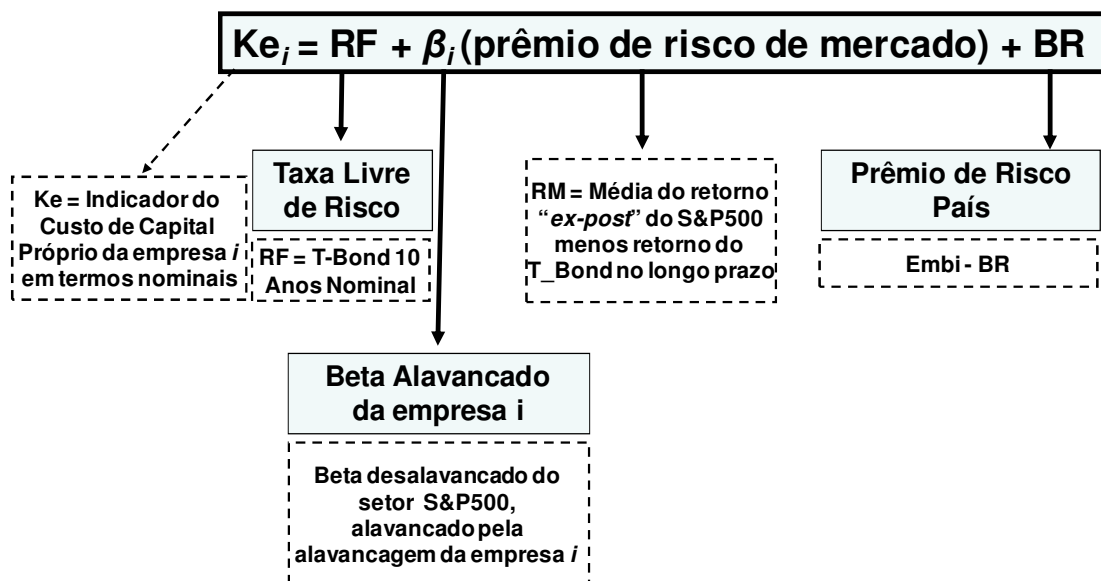 Ke_i = RF + β_i (prêmio de risco de mercado) + BR
Ke = Indicador do
Custo de Capital
Próprio da empresa i
em termos nominais
Taxa Livre
de Risco
RF = T-Bond 10
Anos Nominal
RM = Média do retorno
“ex-post” do S&P500
menos retorno do
T_Bond no longo prazo
Prêmio de Risco
País
Embi - BR
Beta Alavancado
da empresa i
Beta desalavancado do
setor S&P500,
alavancado pela
alavancagem da empresa i